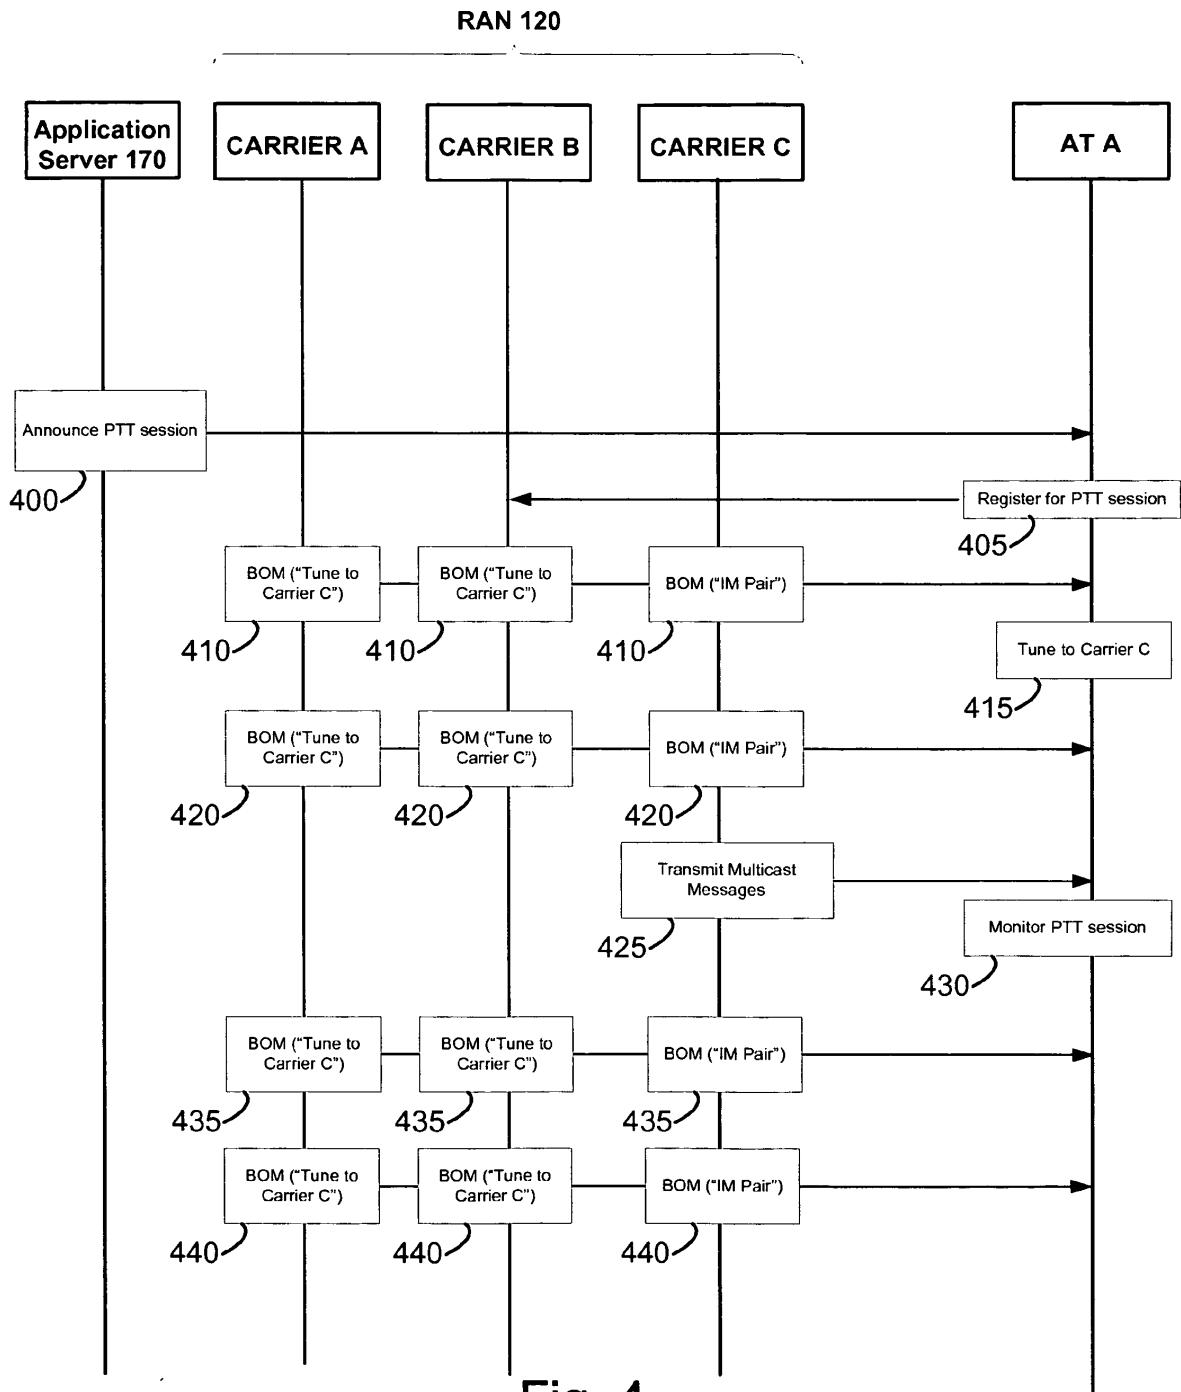 RAN 120
Application
Server 170
CARRIER A
CARRIER B
CARRIER C
AT A
Announce PTT session
400
Register for PTT session
405
BOM ("Tune to
Carrier C")
BOM ("Tune to
Carrier C")
BOM ("IM Pair")
410
410
410
Tune to Carrier C
415
BOM ("Tune to
Carrier C")
BOM ("Tune to
Carrier C")
BOM ("IM Pair")
420
420
420
Transmit Multicast
Messages
425
Monitor PTT session
430
BOM ("Tune to
Carrier C")
BOM ("Tune to
Carrier C")
BOM ("IM Pair")
435
435
435
BOM ("Tune to
Carrier C")
BOM ("Tune to
Carrier C")
BOM ("IM Pair")
440
440
440
Fig. 4